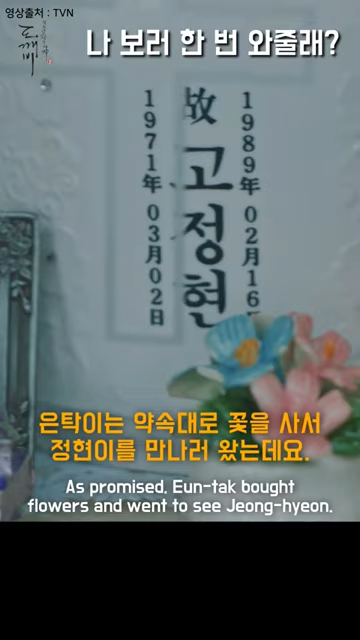 영상출처 : TVN
도깨비
나 보러 한 번 와줄래?
1989年 02月 16
故 고정현
1971年 03月 02日
은탁이는 약속대로 꽃을 사서
정현이를 만나러 왔는데요.
As promised, Eun-tak bought
flowers and went to see Jeong-hyeon.